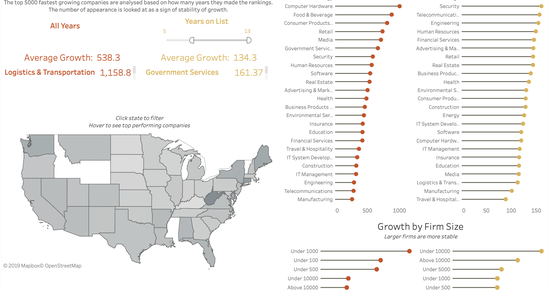 The top 5000 fastest growing companies are analysed based on how many years they made the rankings.
The number of appearance is looked at as a sign of stability of growth.
All Years
Years on List
5
13
Average Growth: 538.3
Average Growth: 134.3
Logistics & Transportation 1,158.8
Government Services 161.37
Click state to filter
Hover to see top performing companies
© 2019 Mapbox © OpenStreetMap
Computer Hardware
Food & Beverage
Consumer Products..
Retail
Media
Government Servic..
Security
Human Resources
Software
Real Estate
Advertising & Mark..
Health
Business Products..
Environmental Ser..
Insurance
Education
Financial Services
Travel & Hospitality
IT System Develop..
Construction
IT Management
Engineering
Telecommunications
Manufacturing
0 500 1000
Security
Telecommunicati..
Engineering
Human Resources
Financial Services
Advertising & Ma..
Retail
Real Estate
Business Produc..
Health
Environmental S..
Consumer Produ..
Construction
Energy
IT System Develo..
Software
Computer Hardw..
IT Management
Insurance
Education
Media
Logistics & Trans..
Manufacturing
Travel & Hospital..
0 50 100 150
Growth by Firm Size
Larger firms are more stable
Under 1000
Under 100
Under 500
Under 10000
Above 10000
Under 10000
Above 10000
Under 5000
Under 1000
Under 500